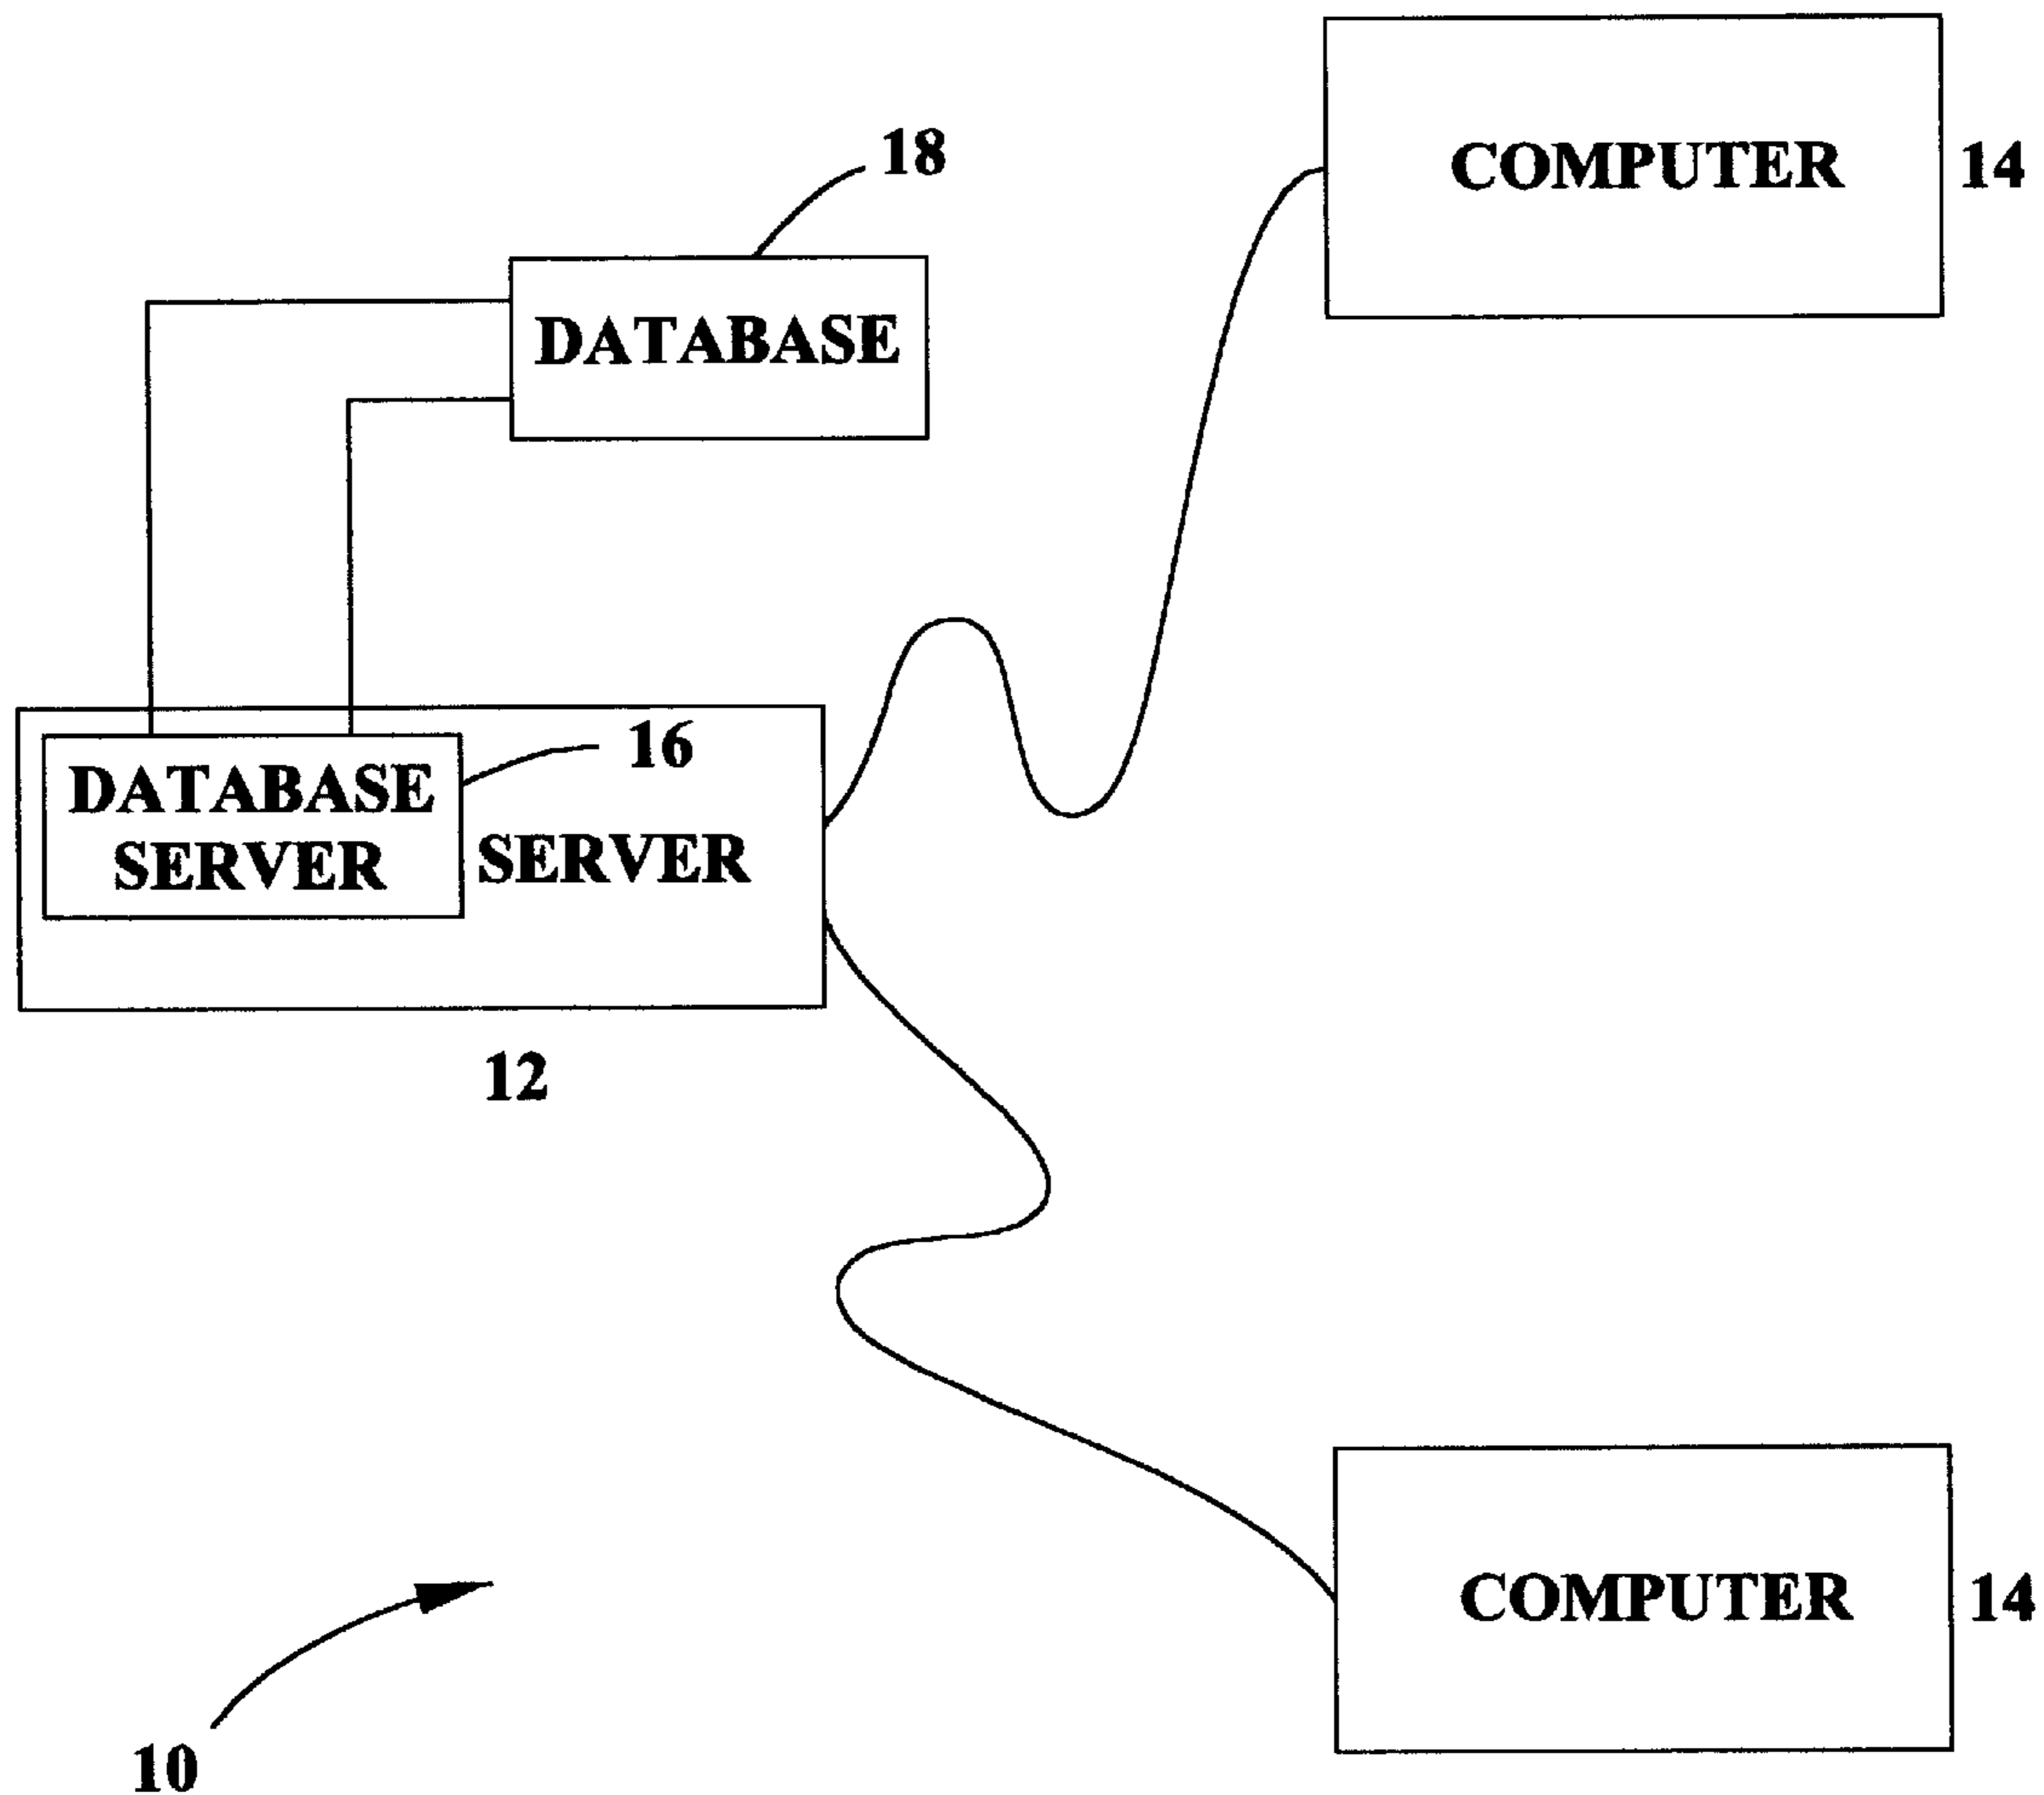 COMPUTER 14
18
DATABASE
16
DATABASE
SERVER
SERVER
12
COMPUTER 14
10